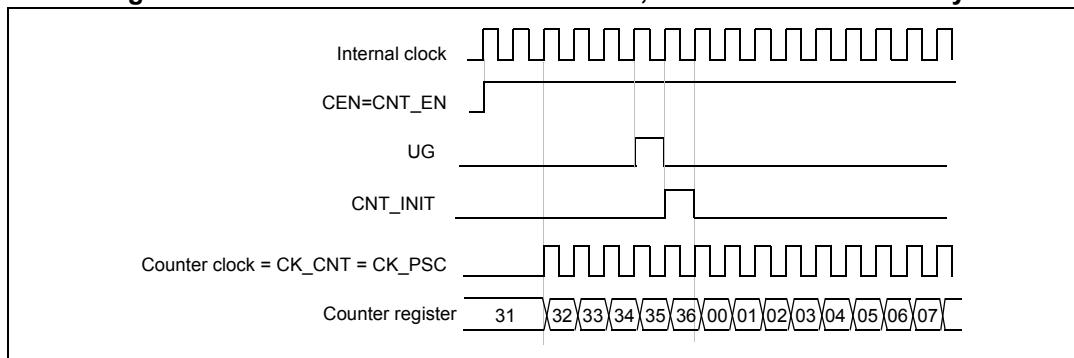 Internal clock
CEN=CNT_EN
UG
CNT_INIT
Counter clock = CK_CNT = CK_PSC
Counter register 31 32 33 34 35 36 00 01 02 03 04 05 06 07